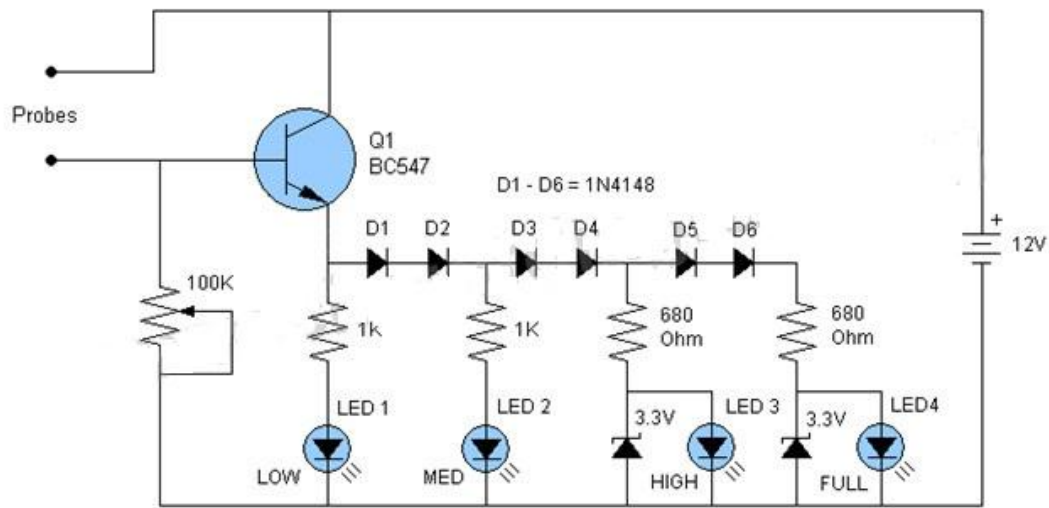 Probes
Q1
BC547
D1 - D6 = 1N4148
D1
D2
D3
D4
D5
D6
+
12V
100K
1k
1K
680
Ohm
680
Ohm
LED 1
LED 2
3.3V
LED 3
3.3V
LED4
LOW
MED
HIGH
FULL